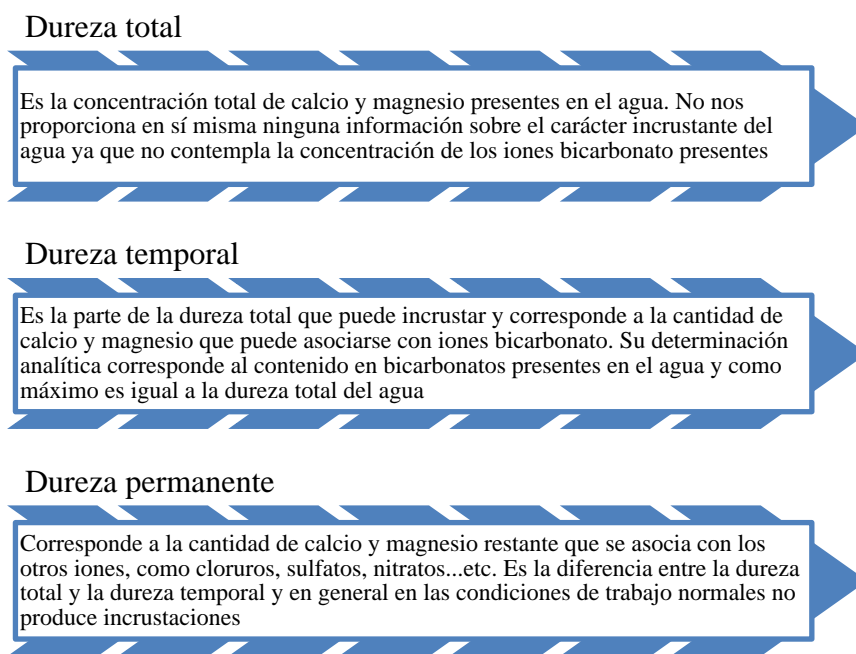 Dureza total
Es la concentración total de calcio y magnesio presentes en el agua. No nos
proporciona en sí misma ninguna información sobre el carácter incrustante del
agua ya que no contempla la concentración de los iones bicarbonato presentes
Dureza temporal
Es la parte de la dureza total que puede incrustar y corresponde a la cantidad de
calcio y magnesio que puede asociarse con iones bicarbonato. Su determinación
analítica corresponde al contenido en bicarbonatos presentes en el agua y como
máximo es igual a la dureza total del agua
Dureza permanente
Corresponde a la cantidad de calcio y magnesio restante que se asocia con los
otros iones, como cloruros, sulfatos, nitratos...etc. Es la diferencia entre la dureza
total y la dureza temporal y en general en las condiciones de trabajo normales no
produce incrustaciones